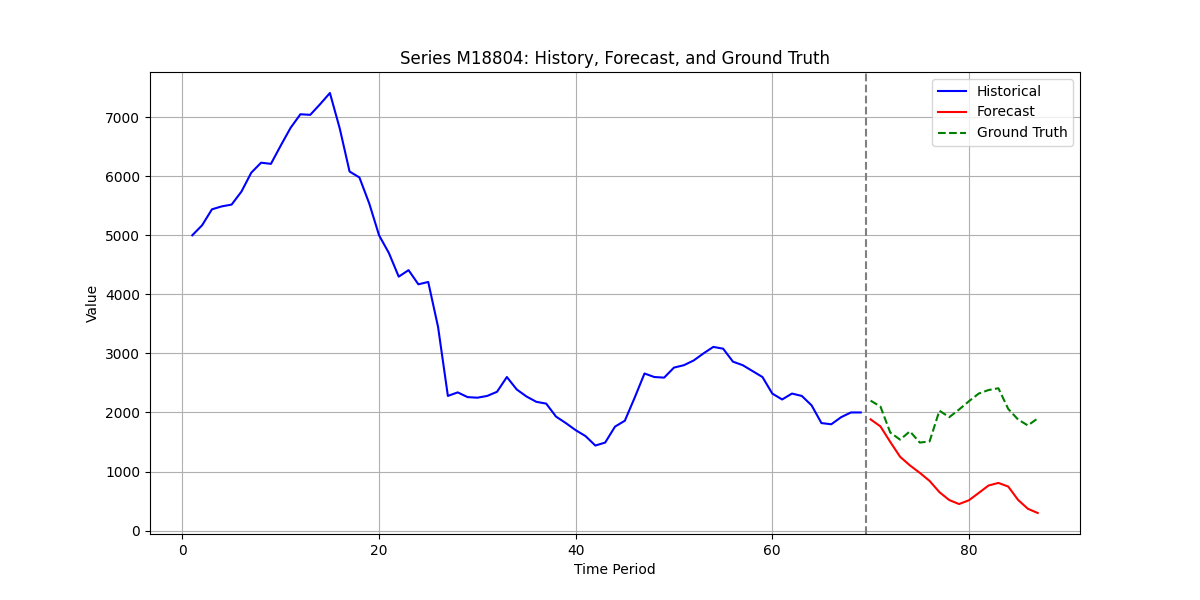 Series M18804: History, Forecast, and Ground Truth
Historical
Forecast
Ground Truth
7000
6000
5000
4000
3000
2000
1000
0
Value
0 20 40 60 80
Time Period